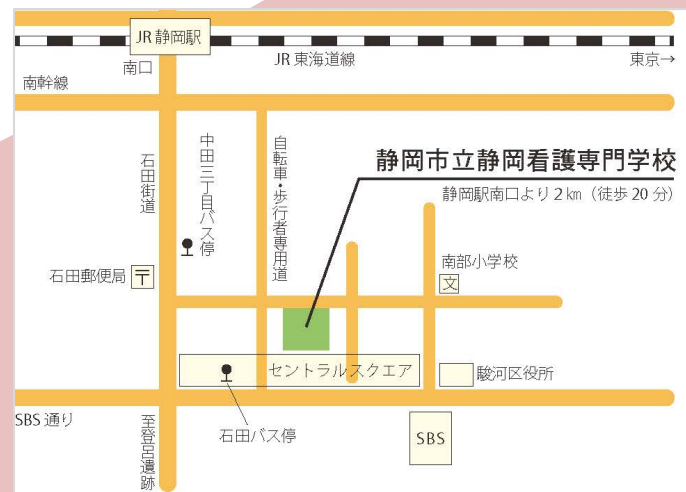 JR 静岡駅
南口
JR 東海道線
東京→
南幹線
石田街道
中田三丁目バス停
自転車・歩行者専用道
静岡市立静岡看護専門学校
静岡駅南口より 2 ㎞（徒歩 20 分）
石田郵便局
〒
南部小学校
文
セントラルスクエア
駿河区役所
SBS 通り
至登呂遺跡
石田バス停
SBS